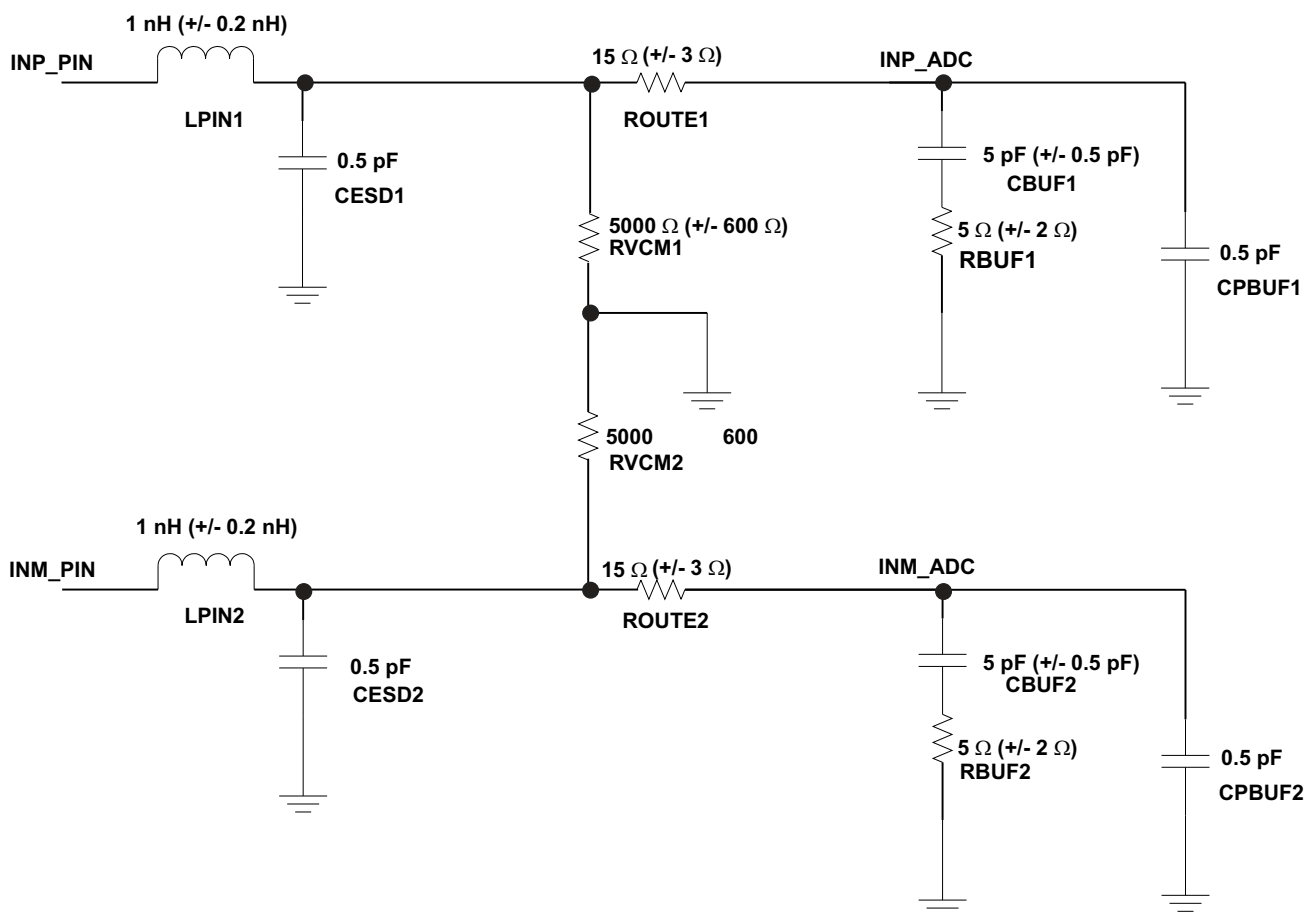 1 nH (+/- 0.2 nH)
INP_PIN
LPIN1
15 Ω (+/- 3 Ω)
ROUTE1
INP_ADC
0.5 pF
CESD1
5 pF (+/- 0.5 pF)
CBUF1
5000 Ω (+/- 600 Ω)
RVCM1
5 Ω (+/- 2 Ω)
RBUF1
0.5 pF
CPBUF1
5000 600
RVCM2
1 nH (+/- 0.2 nH)
INM_PIN
LPIN2
15 Ω (+/- 3 Ω)
ROUTE2
INM_ADC
0.5 pF
CESD2
5 pF (+/- 0.5 pF)
CBUF2
5 Ω (+/- 2 Ω)
RBUF2
0.5 pF
CPBUF2